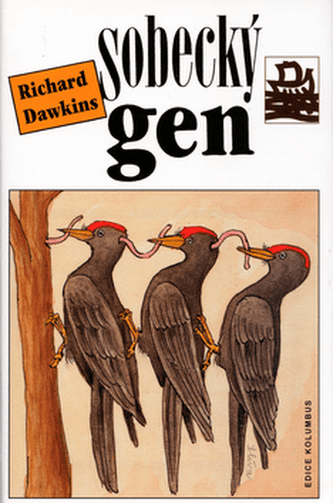 Sobecký
Richard
Dawkins
gen
EDICE KOLUMBUS